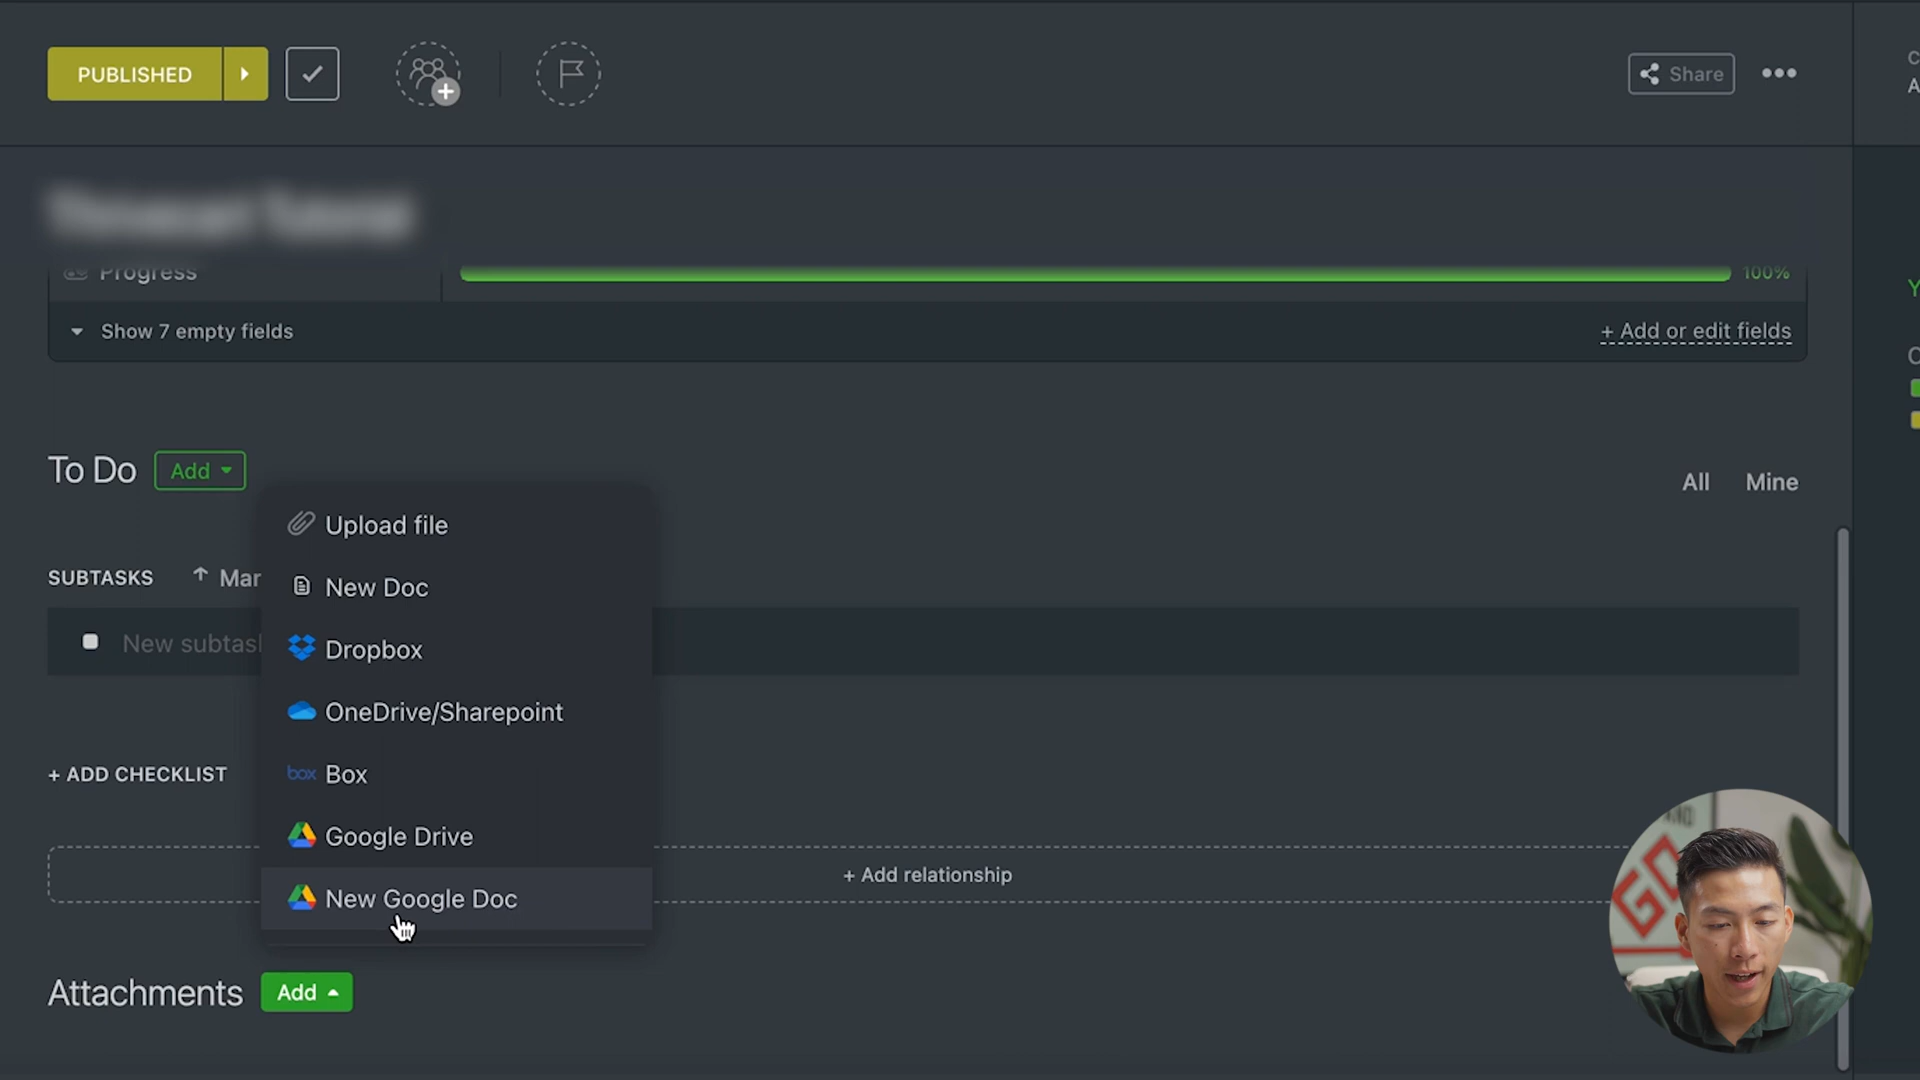 PUBLISHED
Share
C
A
Progress
100%
Show 7 empty fields
+ Add or edit fields
Y
C
To Do
Add
All
Mine
Upload file
SUBTASKS
Mar
New Doc
New subtas
Dropbox
OneDrive/Sharepoint
+ ADD CHECKLIST
box
Box
Google Drive
+ Add relationship
New Google Doc
Attachments
Add
GO